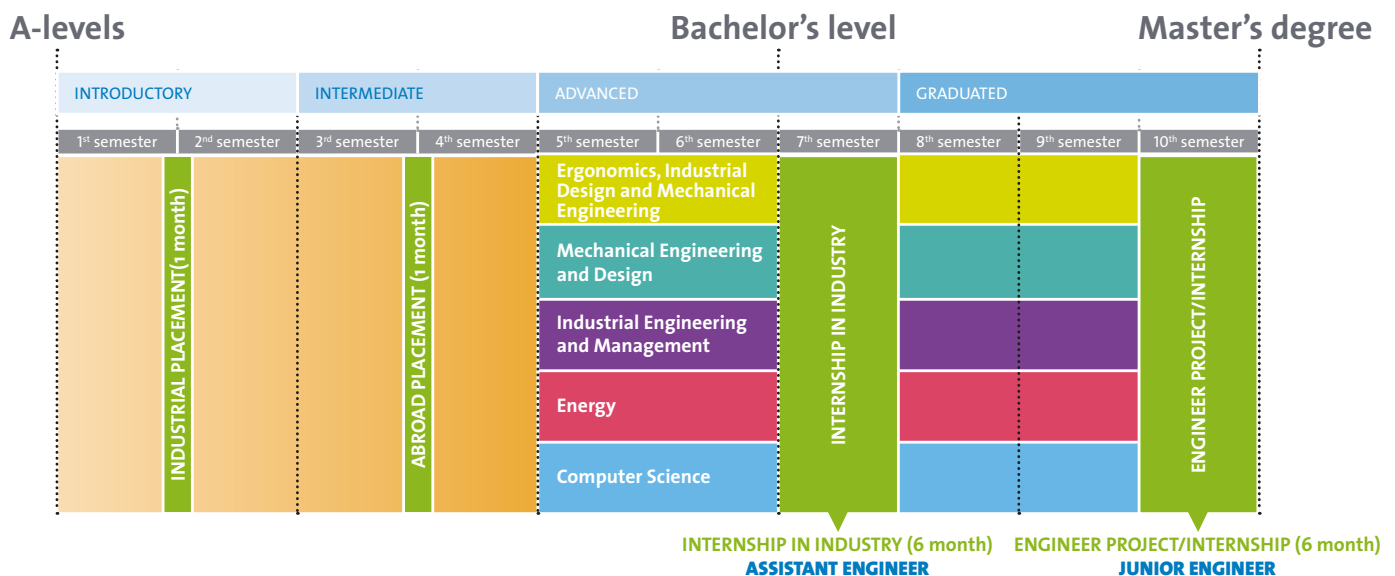 A-levels
Bachelor's level
Master's degree
INTRODUCTORY
INTERMEDIATE
ADVANCED
GRADUATED
1st semester
2nd semester
3rd semester
4th semester
5th semester
6th semester
7th semester
8th semester
9th semester
10th semester
INDUSTRIAL PLACEMENT(1 month)
ABROAD PLACEMENT (1 month)
Ergonomics, Industrial
Design and Mechanical
Engineering
Mechanical Engineering
and Design
Industrial Engineering
and Management
Energy
Computer Science
INTERNSHIP IN INDUSTRY
ENGINEER PROJECT/INTERNSHIP
INTERNSHIP IN INDUSTRY (6 month)
ASSISTANT ENGINEER
ENGINEER PROJECT/INTERNSHIP (6 month)
JUNIOR ENGINEER